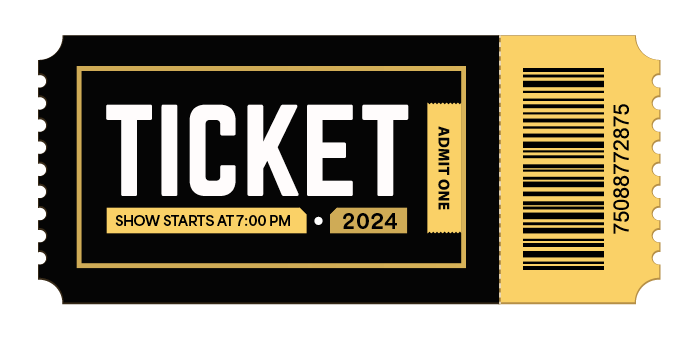 TICKET
SHOW STARTS AT 7:00 PM • 2024
ADMIT ONE
75088772875